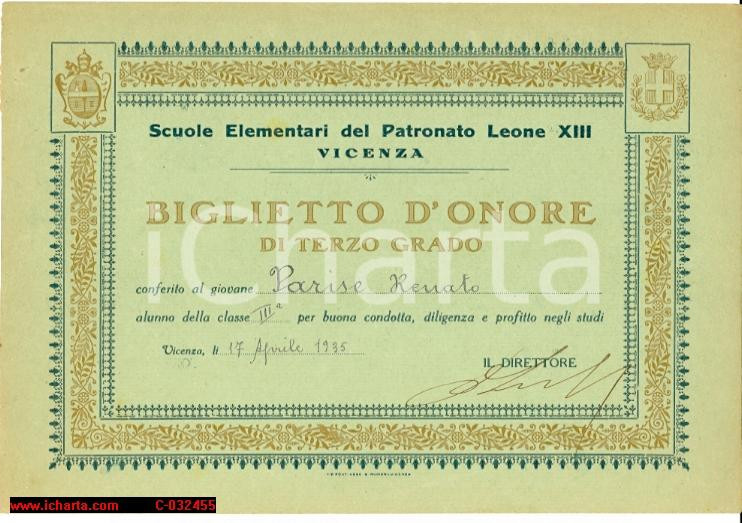 Scuole Elementari del Patronato Leone XIII
VICENZA
BIGLIETTO D'ONORE
DI TERZO GRADO
iCharta
conferito al giovane Parise Renato
alunno della classe IIIª per buona condotta, diligenza e profitto negli studi
Vicenza, li 17 Aprile 1935
IL DIRETTORE
www.icharta.com C-032455